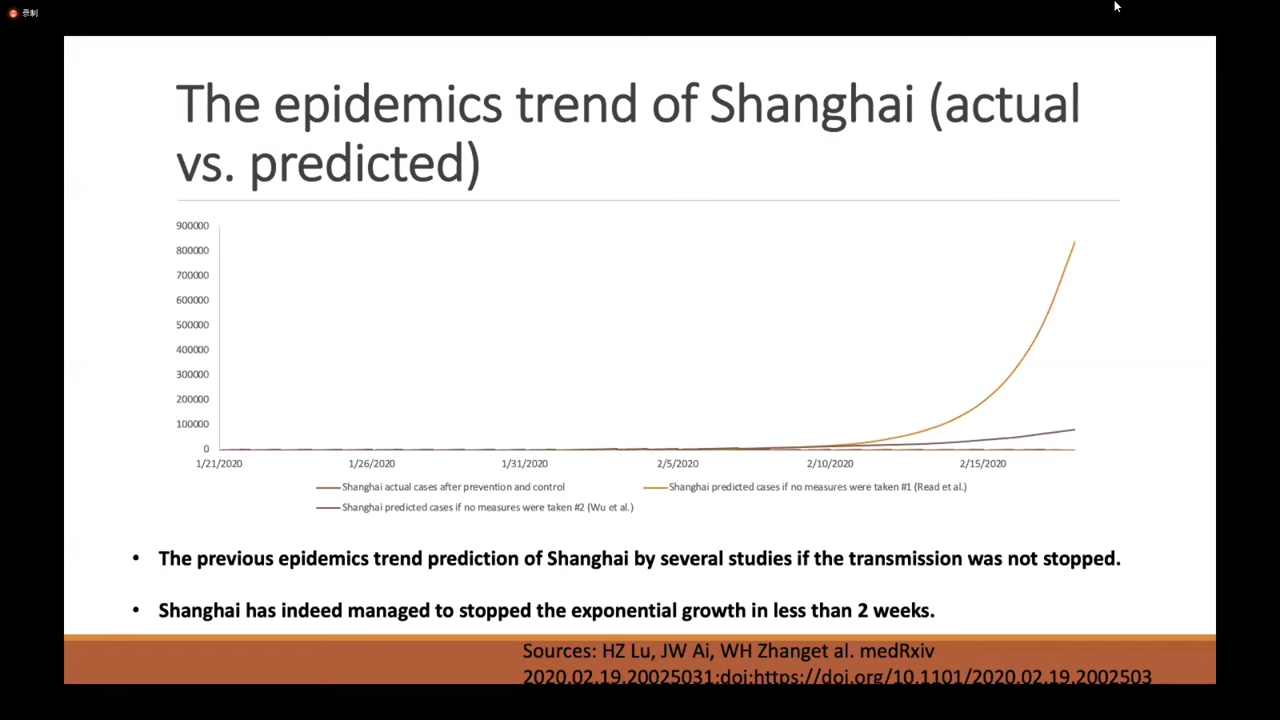 录制
The epidemics trend of Shanghai (actual
vs. predicted)
900000
800000
700000
600000
500000
400000
300000
200000
100000
0
1/21/2020 1/26/2020 1/31/2020 2/5/2020 2/10/2020 2/15/2020
Shanghai actual cases after prevention and control Shanghai predicted cases if no measures were taken #1 (Read et al.)
Shanghai predicted cases if no measures were taken #2 (Wu et al.)
• The previous epidemics trend prediction of Shanghai by several studies if the transmission was not stopped.
• Shanghai has indeed managed to stopped the exponential growth in less than 2 weeks.
Sources: HZ Lu, JW Ai, WH Zhanget al. medRxiv
2020.02.19.20025031;doi:https://doi.org/10.1101/2020.02.19.2002503